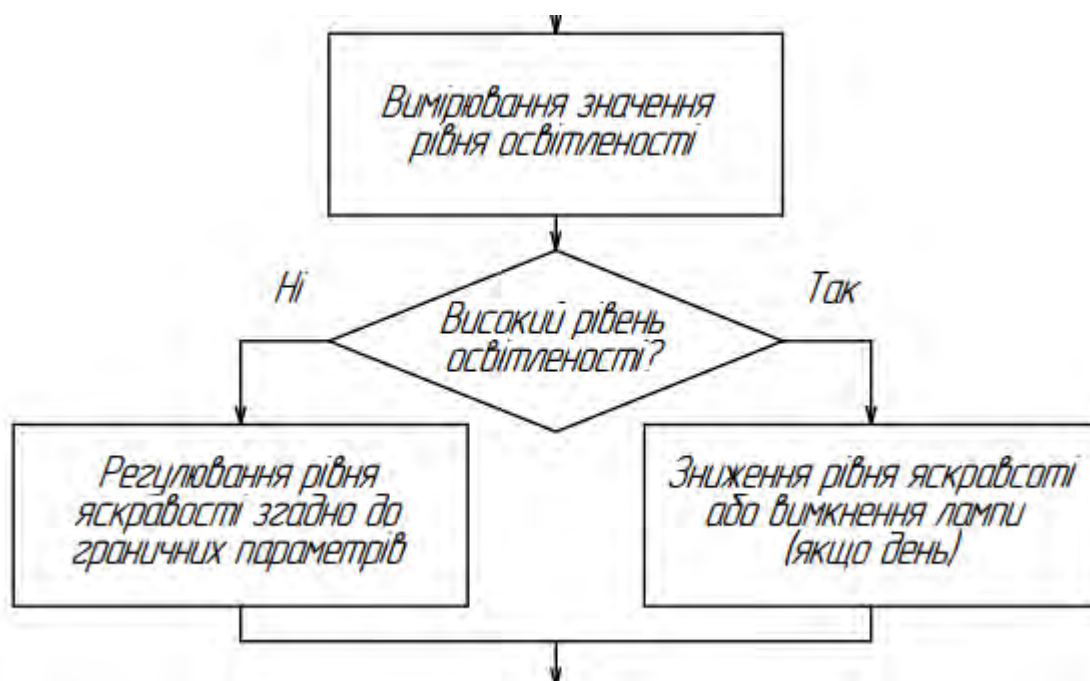 Вимірювання значення
рівня освітленості
Ні
Так
Високий рівень
освітленості?
Регулювання рівня
яскравості згадно до
граничних параметрів
Зниження рівня яскравсоті
або вимкнення лампи
(якщо день)